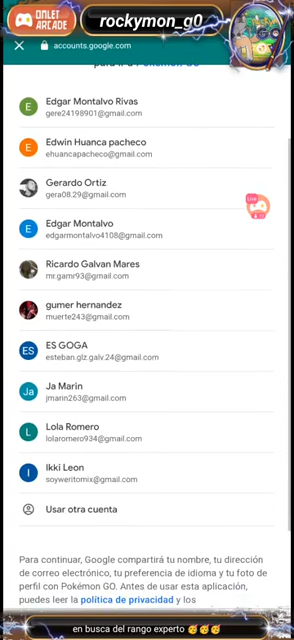 OMLET
ARCADE
rockymon_g0
accounts.google.com
para ir a Pokémon GO
Edgar Montalvo Rivas
gere24198901@gmail.com
Edwin Huanca pacheco
ehuancapacheco@gmail.com
Gerardo Ortiz
gera08.29@gmail.com
Edgar Montalvo
edgarmontalvo4108@gmail.com
Ricardo Galvan Mares
mr.gamr93@gmail.com
gumer hernandez
muerte243@gmail.com
ES GOGA
esteban.glz.galv.24@gmail.com
Ja Marin
jmarin263@gmail.com
Lola Romero
lolaromero934@gmail.com
Ikki Leon
soyweritomix@gmail.com
Usar otra cuenta
Para continuar, Google compartirá tu nombre, tu dirección
de correo electrónico, tu preferencia de idioma y tu foto de
perfil con Pokémon GO. Antes de usar esta aplicación,
puedes leer la política de privacidad y los
en busca del rango experto 🥳🥳🥳